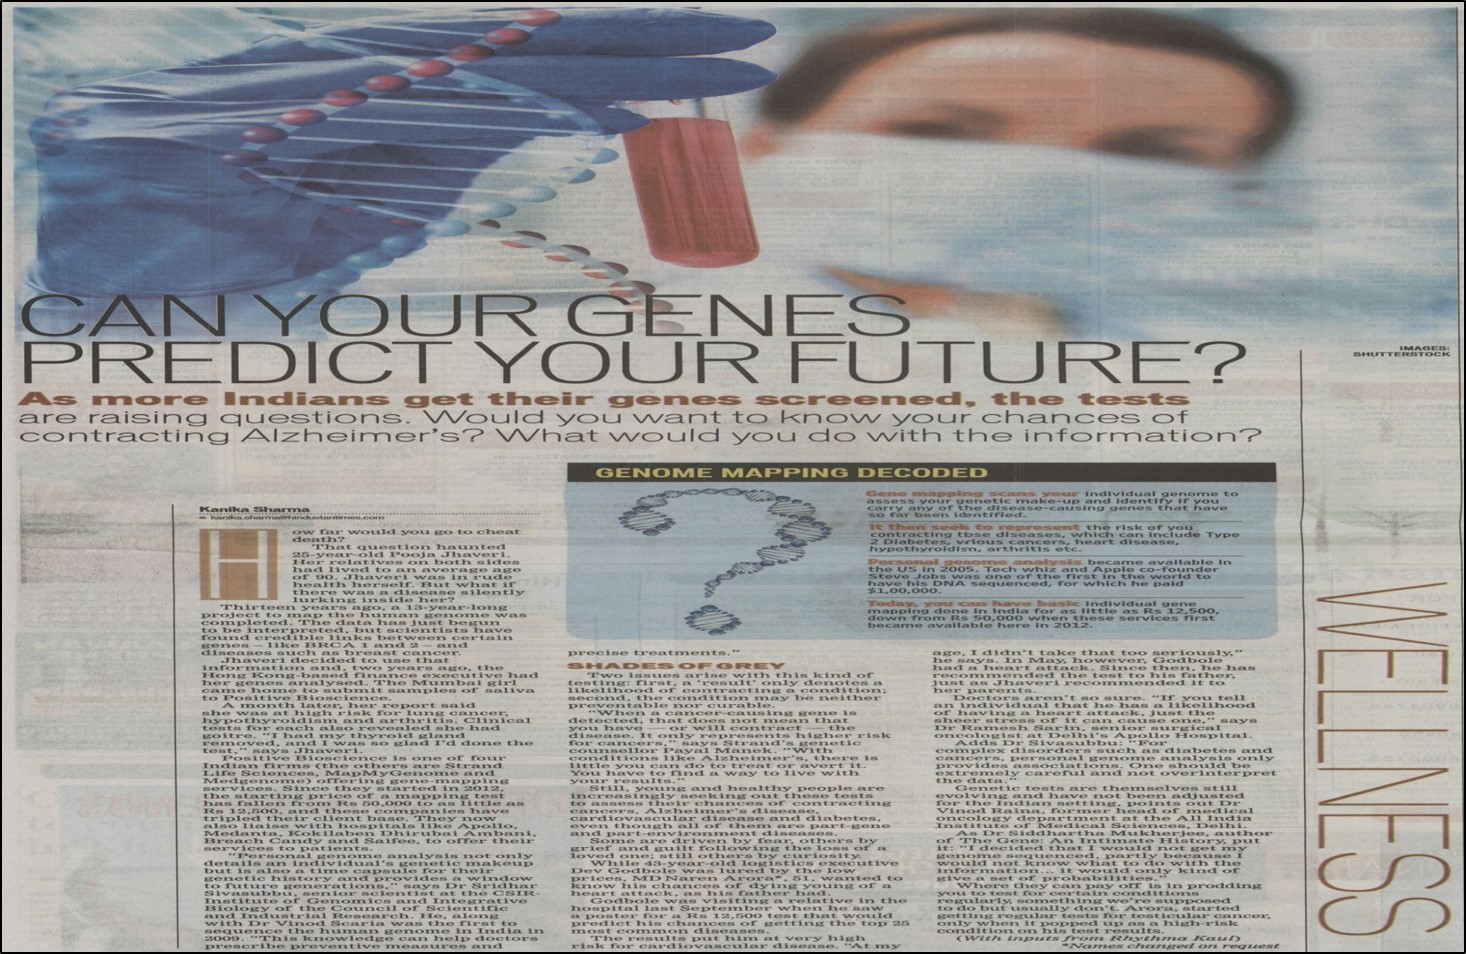 CAN YOUR GENES
PREDICT YOUR FUTURE?
IMAGES:
SHUTTERSTOCK
As more Indians get their genes screened, the tests
are raising questions. Would you want to know your chances of
contracting Alzheimer's? What would you do with the information?
GENOME MAPPING DECODED
Gene mapping scans your individual genome to
assess your genetic make-up and identify if you
carry any of the disease-causing genes that have
so far been identified.
It then seek to represent the risk of you
contracting tbse diseases, which can include Type
2 Diabetes, vrious cancers, heart disease,
hypothyroidism, arthritis etc.
Personal genome analysis became available in
the US in 2005. Tech whiz and Apple co-founder
Steve Jobs was one of the first in the world to
have his DNA sequenced, for which he paid
$1,00,000.
Today, you can have basic individual gene
mapping done in India for as little as Rs 12,500,
down from Rs 50,000 when these services first
became available here in 2012.
Kanika Sharma
kanika.sharma@hindustantimes.com
How far would you go to cheat
death?
That question haunted
25-year-old Pooja Jhaveri.
Her relatives on both sides
had lived to an average age
of 90. Jhaveri was in rude
health herself. But what if
there was a disease silently
lurking inside her?
Thirteen years ago, a 13-year-long
project to map the human genome was
completed. The data has just begun
to be interpreted, but scientists have
found credible links between certain
genes – like BRCA 1 and 2 – and
diseases such as breast cancer.
Jhaveri decided to use that
information and, two years ago, the
Hong Kong-based finance executive had
her genes analysed. The Mumbai girl
came home to submit samples of saliva
to Positive Bioscience.
A month later, her report said
she was at high risk for lung cancer,
hypothyroidism and arthritis. Clinical
tests for each also revealed she had
goitre. "I had my thyroid gland
removed, and I was so glad I'd done the
test," says Jhaveri.
Positive Bioscience is one of four
Indian firms (the others are Strand
Life Sciences, MapMyGenome and
Medgenome) offering gene-mapping
services. Since they started in 2012,
the starting price of a mapping test
has fallen from Rs 50,000 to as little as
Rs 12,500, and these companies have
tripled their client base. They now
also liaise with hospitals like Apollo,
Medanta, Kokilaben Dhirubai Ambani,
Breach Candy and Saifee, to offer their
services to patients.
"Personal genome analysis not only
details an individual's genetic makeup
but is also a time capsule for their
genetic history and provides a window
to future generations," says Dr Sridhar
Sivasubbu, senior scientist at the CSIR-
Institute of Genomics and Integrative
Biology of the Council of Scientific
and Industrial Research. He, along
with Dr Vinod Scaria was the first to
sequence the human genome in India in
2009. "This knowledge can help doctors
prescribe preventive measures and
precise treatments."
SHADES OF GREY
Two issues arise with this kind of
testing: first, a 'result' only denotes a
likelihood of contracting a condition;
second, the condition may be neither
preventable nor curable.
"When a cancer-causing gene is
detected, that does not mean that
you have — or will contract — the
disease. It only represents higher risk
for cancers," says Strand's genetic
counsellor Payal Manek. "With
conditions like Alzheimer's, there is
little you can do to treat or avert it.
You have to find a way to live with
your results."
Still, young and healthy people are
increasingly seeking out these tests
to assess their chances of contracting
cancers, Alzheimer's disease,
cardiovascular disease and diabetes,
even though all of them are part-gene
and part-environment diseases.
Some are driven by fear, others by
grief and guilt following the loss of a
loved one; still others by curiosity.
While 43-year-old logistics executive
Dev Godbole was lured by the low
prices, MD Naren Arora*, 51, wanted to
know his chances of dying young of a
heart attack, as his father had.
Godbole was visiting a relative in the
hospital last September when he saw
a poster for a Rs 12,500 test that would
predict his chances of getting the top 25
most common diseases.
The results put him at very high
risk for cardiovascular disease. "At my
age, I didn't take that too seriously,"
he says. In May, however, Godbole
had a heart attack. Since then, he has
recommended the test to his father,
just as Jhaveri recommended it to
her parents.
Doctors aren't so sure. "If you tell
an individual that he has a likelihood
of having a heart attack, just the
sheer stress of it can cause one," says
Dr Ramesh Sarin, senior surgical
oncologist at Delhi's Apollo Hospital.
Adds Dr Sivasubbu: "For
complex disorders such as diabetes and
cancers, personal genome analysis only
provides associations. One should be
extremely careful and not overinterpret
the data."
Genetic tests are themselves still
evolving and have not been adjusted
for the Indian setting, points out Dr
Vinod Raina, former head of medical
oncology department at the All India
Institute of Medical Sciences, Delhi.
As Dr Siddhartha Mukherjee, author
of The Gene: An Intimate History, put
it: "I decided that I would not get my
genome sequenced, partly because I
would not know what to do with the
information... it would only kind of
give a set of probabilities."
Where they can pay off is in prodding
you to test for certain conditions
regularly, something we're supposed
to do but usually don't. Arora, started
getting regular tests for testicular cancer,
only when it popped up as a high-risk
condition on his test results.
(With inputs from Rhythma Kaul)
*Names changed on request
WELLNESS